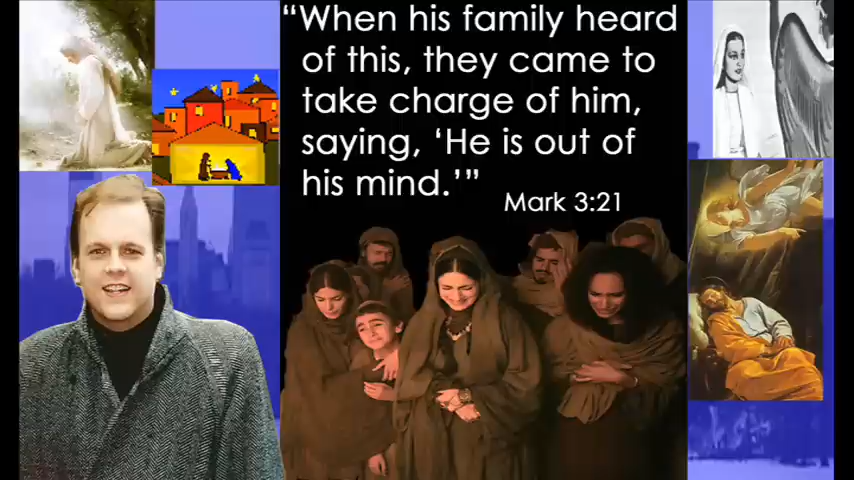 “When his family heard
of this, they came to
take charge of him,
saying, ‘He is out of
his mind.’”
Mark 3:21